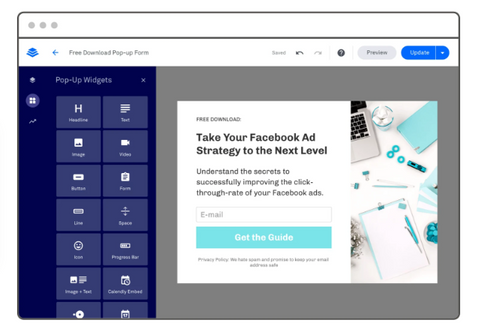 Free Download Pop-up Form
Saved
Preview
Update
Pop-Up Widgets
Headline
Text
Image
Video
Button
Form
Line
Space
Icon
Progress Bar
Image + Text
Calendly Embed
FREE DOWNLOAD:
Take Your Facebook Ad
Strategy to the Next Level
Understand the secrets to
successfully improving the click-
through-rate of your Facebook ads.
E-mail
Get the Guide
Privacy Policy: We hate spam and promise to keep your email
address safe